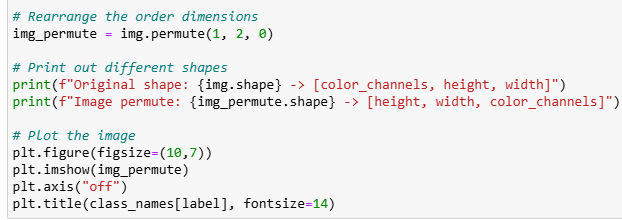 # Rearrange the order dimensions
img_permute = img.permute(1, 2, 0)
# Print out different shapes
print(f"Original shape: {img.shape} -> [color_channels, height, width]")
print(f"Image permute: {img_permute.shape} -> [height, width, color_channels]")
# Plot the image
plt.figure(figsize=(10,7))
plt.imshow(img_permute)
plt.axis("off")
plt.title(class_names[label], fontsize=14)